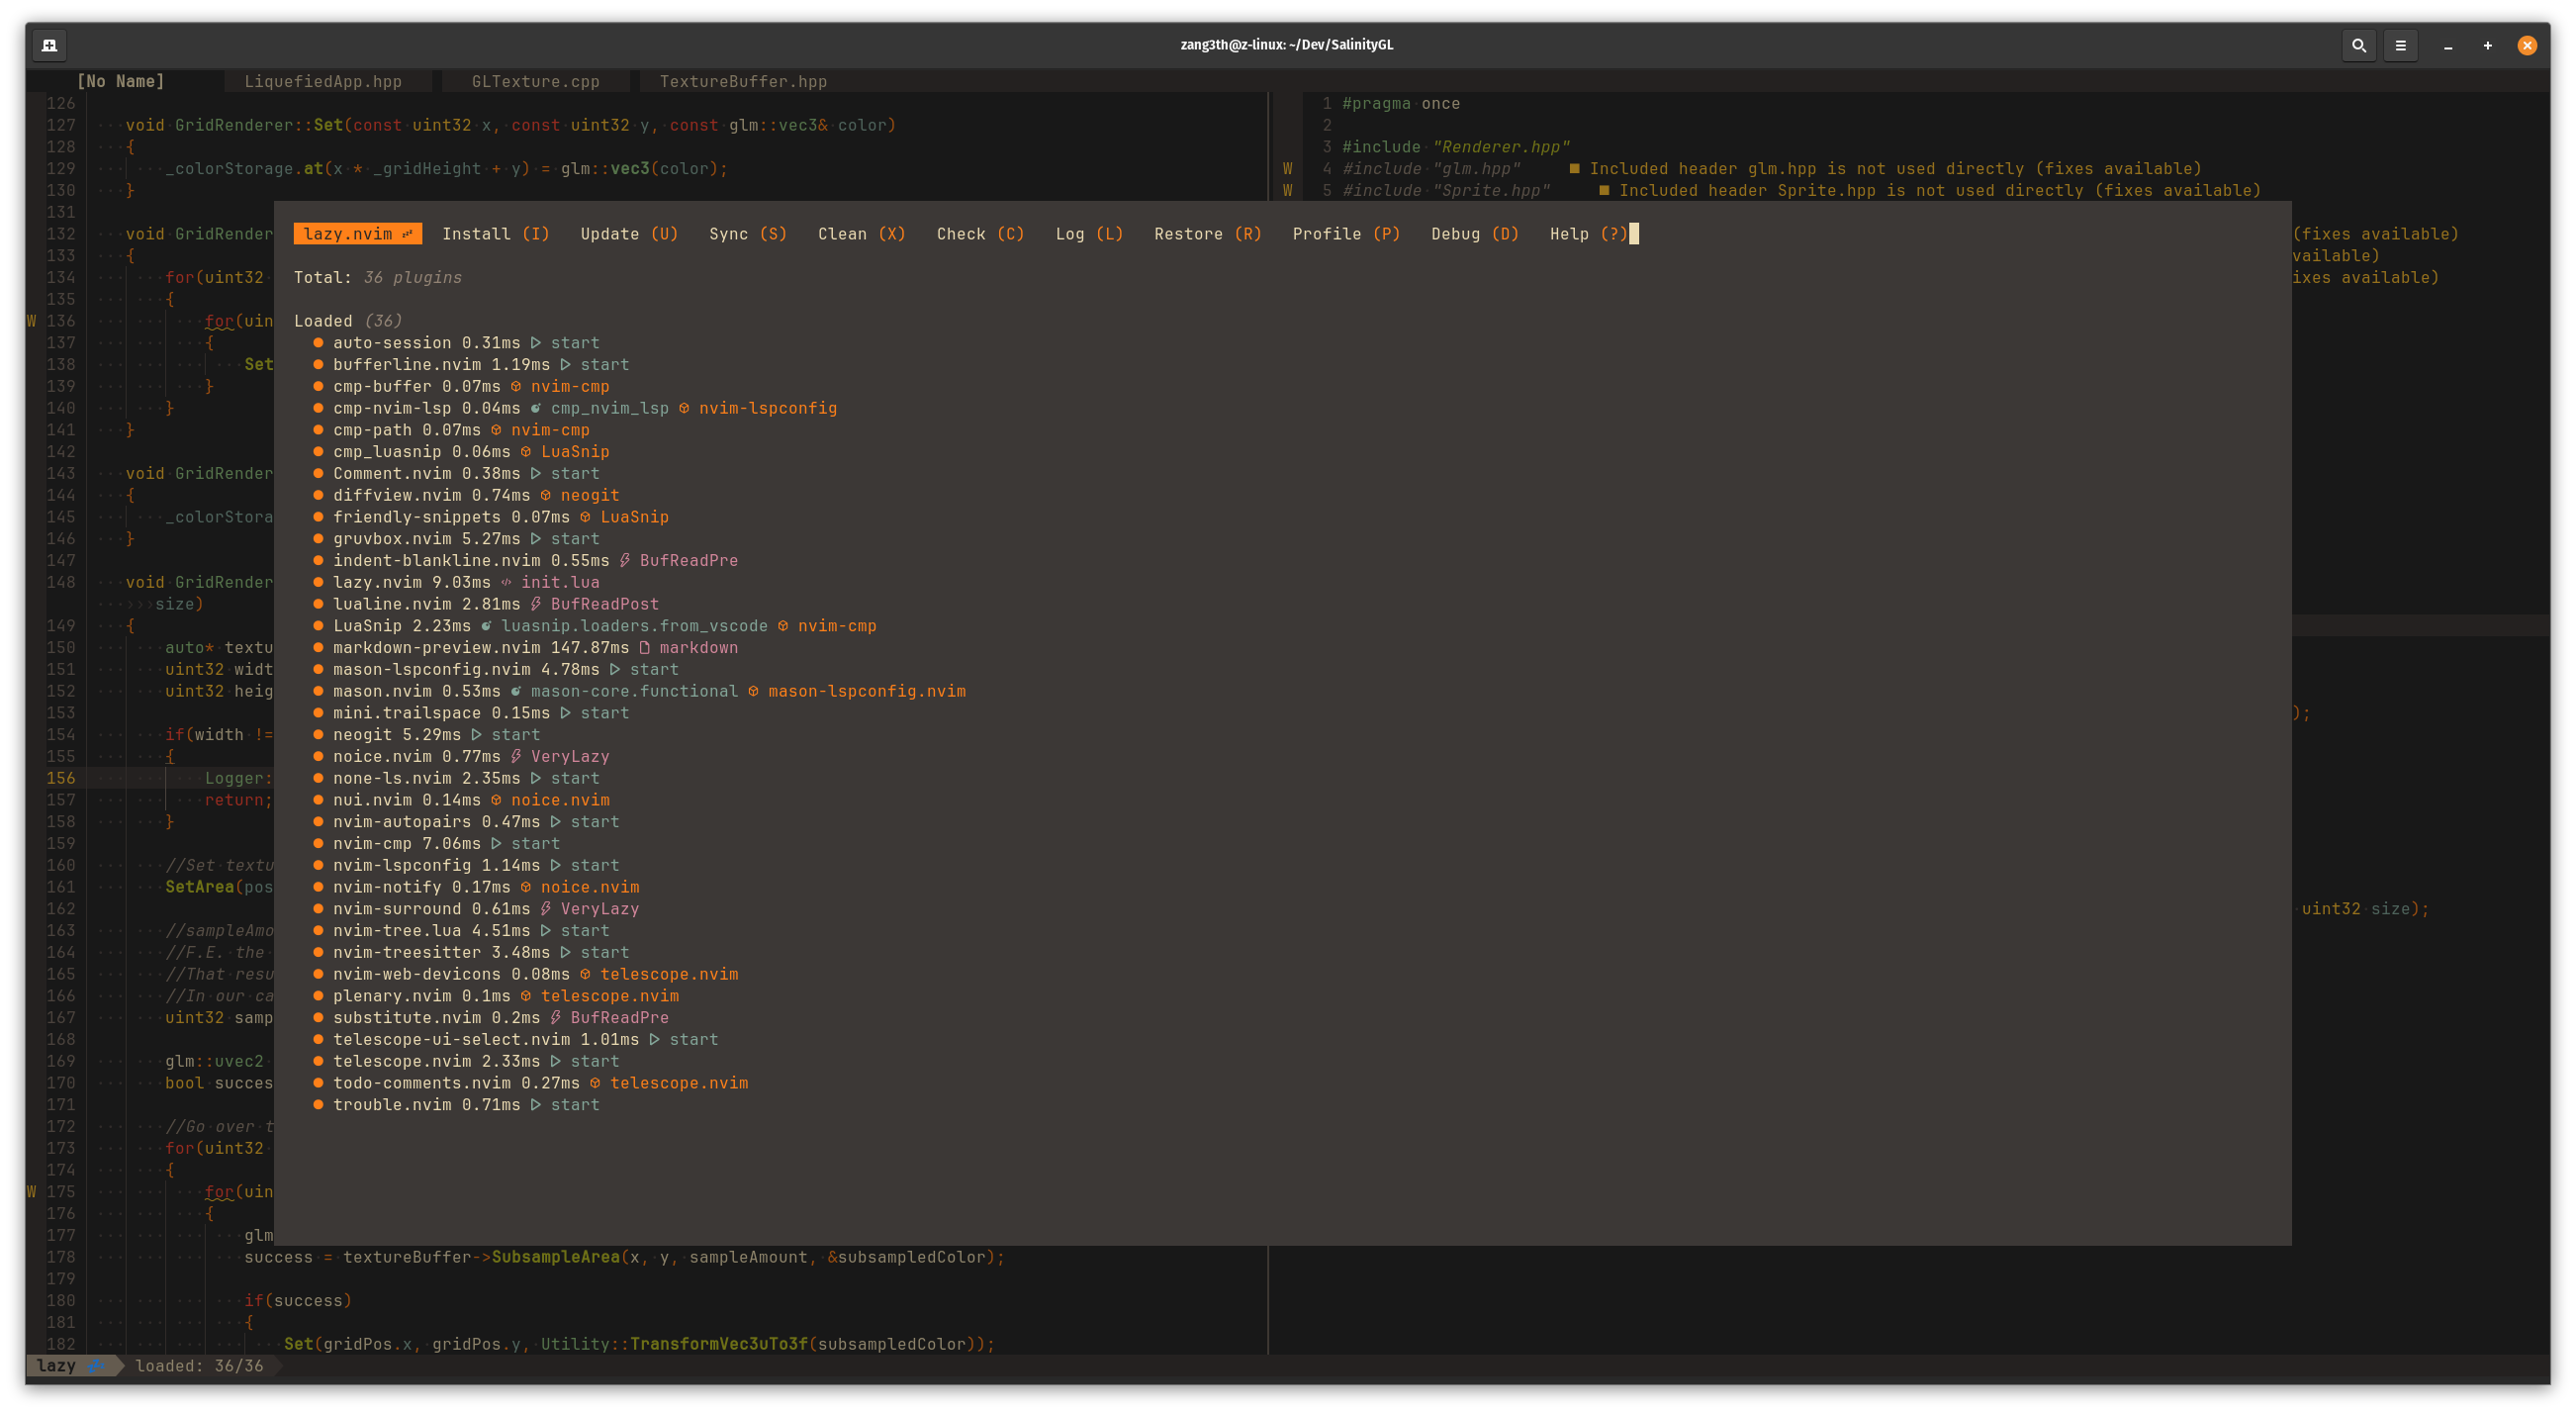 zang3th@z-linux: ~/Dev/SalinityGL
[No Name] LiquefiedApp.hpp GLTexture.cpp TextureBuffer.hpp
126
127 void GridRenderer::Set(const uint32 x, const uint32 y, const glm::vec3& color)
128 {
129 _colorStorage.at(x * _gridHeight + y) = glm::vec3(color);
130 }
131
132 void GridRender
133 {
134 for(uint32
135 {
W 136 for(uin
137 {
138 Set
139 }
140 }
141 }
142
143 void GridRender
144 {
145 _colorStora
146 }
147
148 void GridRender
size)
149 {
150 auto* textu
151 uint32 widt
152 uint32 heig
153
154 if(width !=
155 {
156 Logger:
157 return;
158 }
159
160 //Set textu
161 SetArea(pos
162
163 //sampleAmo
164 //F.E. the
165 //That resu
166 //In our ca
167 uint32 samp
168
169 glm::uvec2
170 bool succes
171
172 //Go over t
173 for(uint32
174 {
W 175 for(uin
176 {
177 glm
178 success = textureBuffer->SubsampleArea(x, y, sampleAmount, &subsampledColor);
179
180 if(success)
181 {
182 Set(gridPos.x, gridPos.y, Utility::TransformVec3uTo3f(subsampledColor));
1 #pragma once
2
3 #include "Renderer.hpp"
W 4 #include "glm.hpp" ■ Included header glm.hpp is not used directly (fixes available)
W 5 #include "Sprite.hpp" ■ Included header Sprite.hpp is not used directly (fixes available)
(fixes available)
vailable)
ixes available)
);
uint32 size);
lazy.nvim Install (I) Update (U) Sync (S) Clean (X) Check (C) Log (L) Restore (R) Profile (P) Debug (D) Help (?)
Total: 36 plugins
Loaded (36)
● auto-session 0.31ms start
● bufferline.nvim 1.19ms start
● cmp-buffer 0.07ms nvim-cmp
● cmp-nvim-lsp 0.04ms cmp_nvim_lsp nvim-lspconfig
● cmp-path 0.07ms nvim-cmp
● cmp_luasnip 0.06ms LuaSnip
● Comment.nvim 0.38ms start
● diffview.nvim 0.74ms neogit
● friendly-snippets 0.07ms LuaSnip
● gruvbox.nvim 5.27ms start
● indent-blankline.nvim 0.55ms BufReadPre
● lazy.nvim 9.03ms init.lua
● lualine.nvim 2.81ms BufReadPost
● LuaSnip 2.23ms luasnip.loaders.from_vscode nvim-cmp
● markdown-preview.nvim 147.87ms markdown
● mason-lspconfig.nvim 4.78ms start
● mason.nvim 0.53ms mason-core.functional mason-lspconfig.nvim
● mini.trailspace 0.15ms start
● neogit 5.29ms start
● noice.nvim 0.77ms VeryLazy
● none-ls.nvim 2.35ms start
● nui.nvim 0.14ms noice.nvim
● nvim-autopairs 0.47ms start
● nvim-cmp 7.06ms start
● nvim-lspconfig 1.14ms start
● nvim-notify 0.17ms noice.nvim
● nvim-surround 0.61ms VeryLazy
● nvim-tree.lua 4.51ms start
● nvim-treesitter 3.48ms start
● nvim-web-devicons 0.08ms telescope.nvim
● plenary.nvim 0.1ms telescope.nvim
● substitute.nvim 0.2ms BufReadPre
● telescope-ui-select.nvim 1.01ms start
● telescope.nvim 2.33ms start
● todo-comments.nvim 0.27ms telescope.nvim
● trouble.nvim 0.71ms start
lazy loaded: 36/36